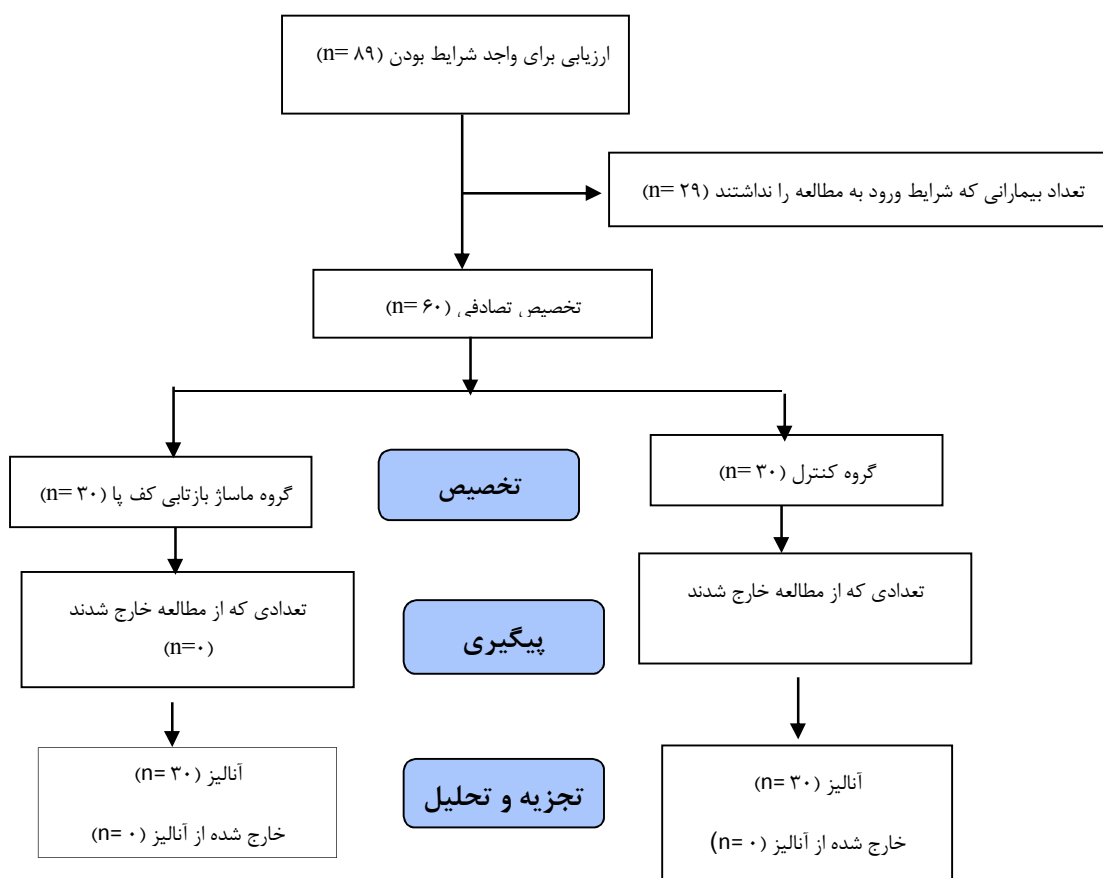 ارزیابی برای واجد شرایط بودن (n= ۸۹)
تعداد بیمارانی که شرایط ورود به مطالعه را نداشتند (n= ۲۹)
تخصیص تصادفی (n= ۶۰)
گروه کنترل (n= ۳۰)
تخصیص
گروه ماساژ بازتابی کف پا (n= ۳۰)
تعدادی که از مطالعه خارج شدند
پیگیری
تعدادی که از مطالعه خارج شدند
(n=۰)
آنالیز (n= ۳۰)
خارج شده از آنالیز (n= ۰)
تجزیه و تحلیل
آنالیز (n= ۳۰)
خارج شده از آنالیز (n= ۰)